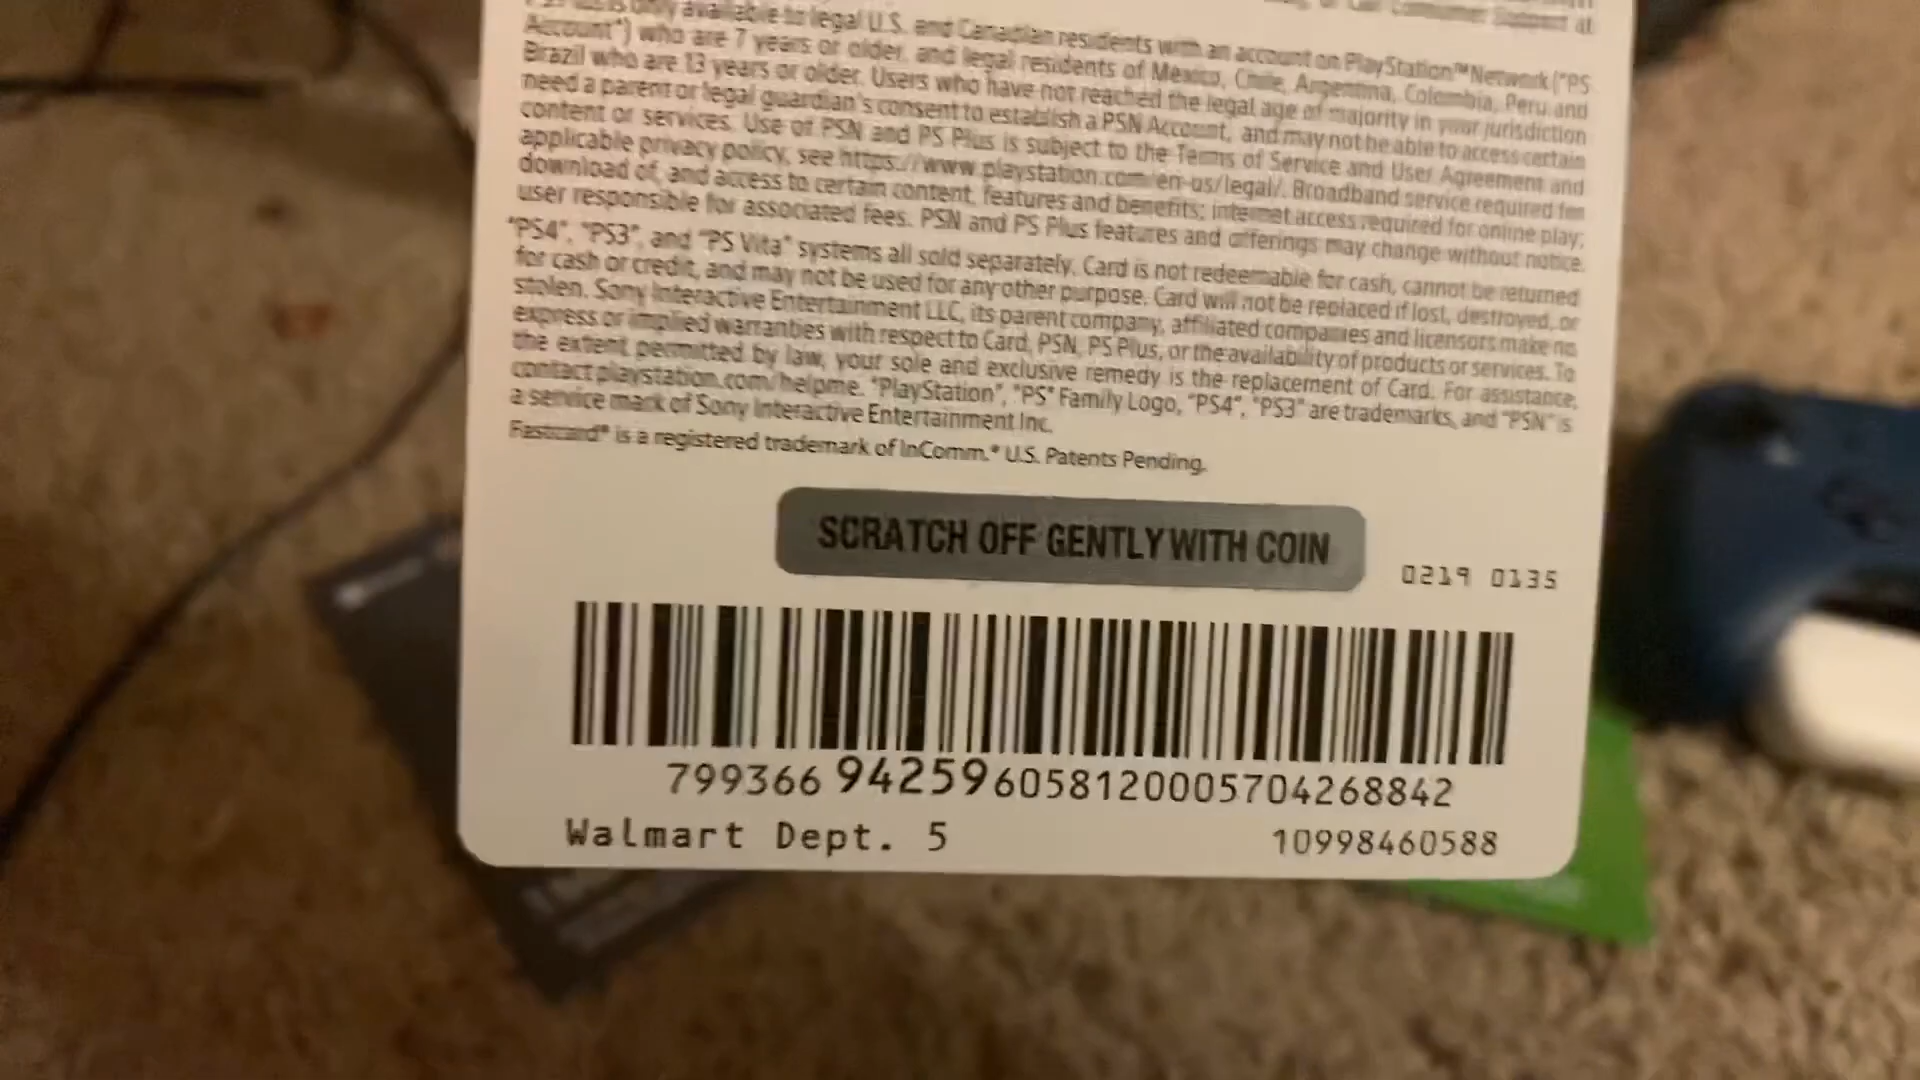 Consumer Support at
available to legal U.S. and Canadian residents with an account on PlayStation™Network ("PS
Account") who are 7 years or older, and legal residents of Mexico, Chile, Argentina, Colombia, Peru and
Brazil who are 13 years or older. Users who have not reached the legal age of majority in your jurisdiction
need a parent or legal guardian's consent to establish a PSN Account, and may not be able to access certain
content or services. Use of PSN and PS Plus is subject to the Terms of Service and User Agreement and
applicable privacy policy, see https://www.playstation.com/en-us/legal/. Broadband service required for
download of, and access to certain content, features and benefits; internet access required for online play;
user responsible for associated fees. PSN and PS Plus features and offerings may change without notice.
"PS4", "PS3", and "PS Vita" systems all sold separately. Card is not redeemable for cash, cannot be returned
for cash or credit, and may not be used for any other purpose. Card will not be replaced if lost, destroyed, or
stolen. Sony Interactive Entertainment LLC, its parent company, affiliated companies and licensors make no
express or implied warranties with respect to Card, PSN, PS Plus, or the availability of products or services. To
the extent permitted by law, your sole and exclusive remedy is the replacement of Card. For assistance,
contact playstation.com/helpme. "PlayStation", "PS" Family Logo, "PS4", "PS3" are trademarks, and "PSN" is
a service mark of Sony Interactive Entertainment Inc.
Fastcard® is a registered trademark of InComm.® U.S. Patents Pending.
SCRATCH OFF GENTLY WITH COIN
0219 0135
799366 942596058120005704268842
Walmart Dept. 5
10998460588